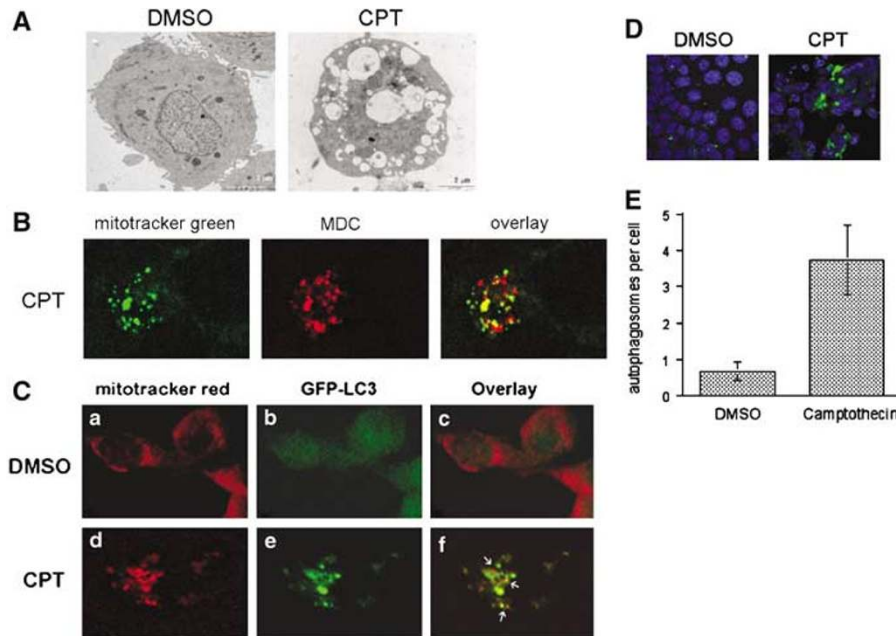 A
DMSO
CPT
B
mitotracker green
MDC
overlay
CPT
C
mitotracker red
GFP-LC3
Overlay
a
b
c
DMSO
d
e
f
CPT
D
DMSO
CPT
E
autophagosomes per cell
5
4
3
2
1
0
DMSO
Camptothecin